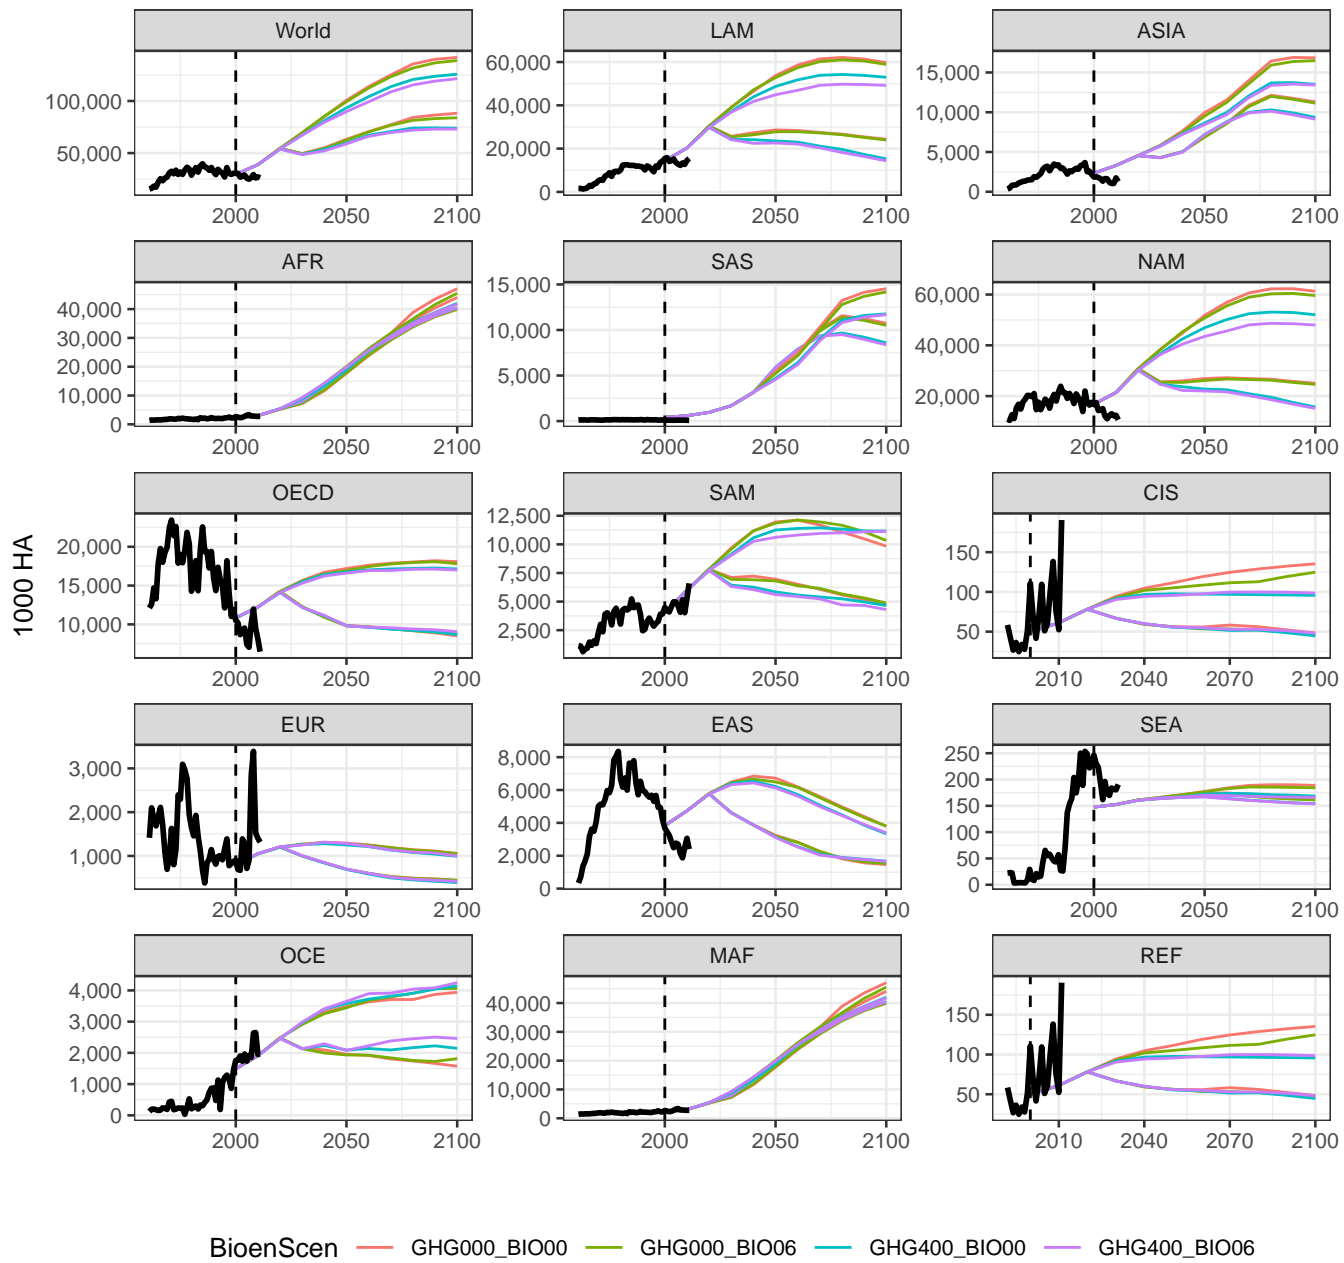 World
LAM
ASIA
100,000
50,000
2000 2050 2100
60,000
40,000
20,000
0
2000 2050 2100
15,000
10,000
5,000
0
2000 2050 2100
AFR
SAS
NAM
40,000
30,000
20,000
10,000
0
2000 2050 2100
15,000
10,000
5,000
0
2000 2050 2100
60,000
40,000
20,000
2000 2050 2100
OECD
SAM
CIS
20,000
15,000
10,000
2000 2050 2100
12,500
10,000
7,500
5,000
2,500
2000 2050 2100
150
100
50
2010 2040 2070 2100
1000 HA
EUR
EAS
SEA
3,000
2,000
1,000
2000 2050 2100
8,000
6,000
4,000
2,000
0
2000 2050 2100
250
200
150
100
50
0
2000 2050 2100
OCE
MAF
REF
4,000
3,000
2,000
1,000
0
2000 2050 2100
40,000
30,000
20,000
10,000
0
2000 2050 2100
150
100
50
2010 2040 2070 2100
BioenScen GHG000_BIO00 GHG000_BIO06 GHG400_BIO00 GHG400_BIO06